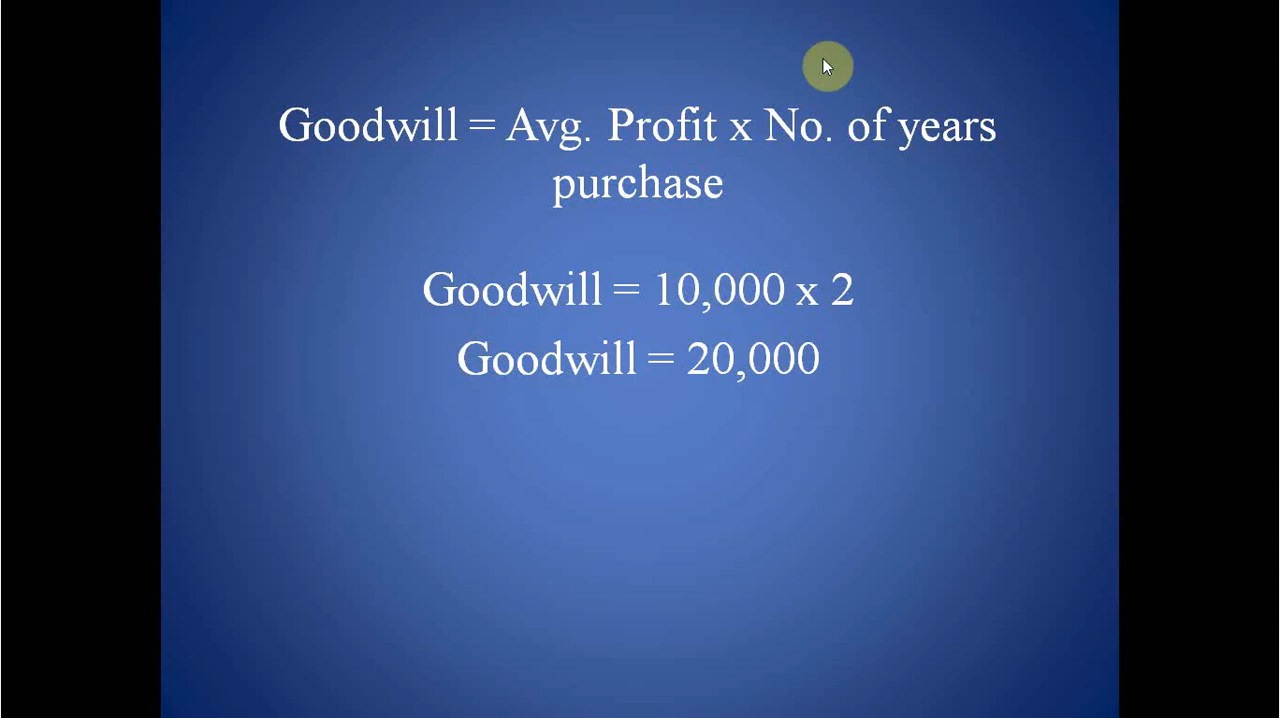 Goodwill = Avg. Profit x No. of years
purchase
Goodwill = 10,000 x 2
Goodwill = 20,000